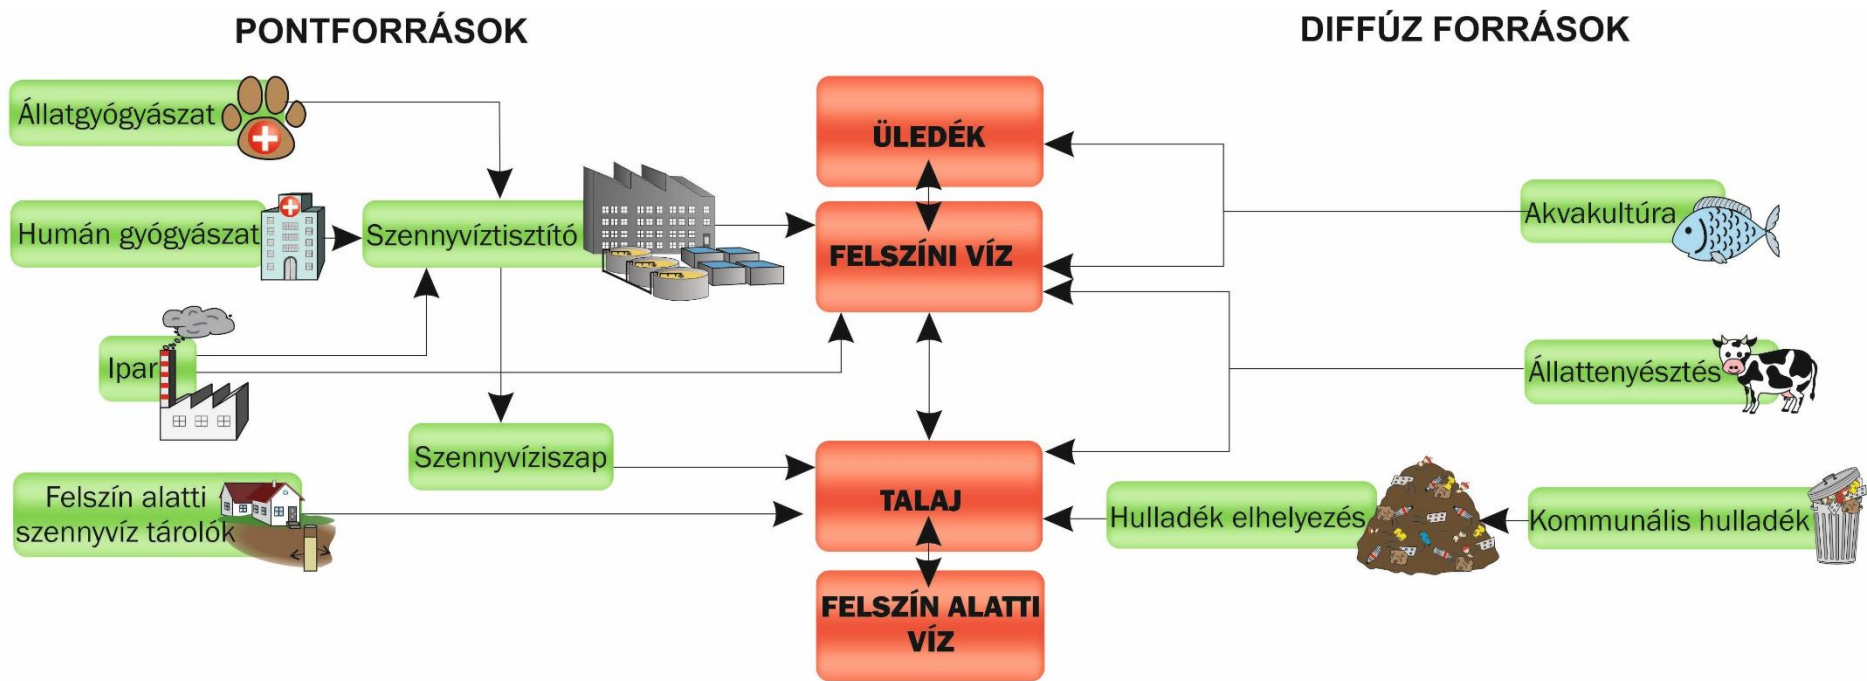 PONTFORRÁSOK
DIFFÚZ FORRÁSOK
Állatgyógyászat
ÜLEDÉK
Humán gyógyászat
Szennyvíztisztító
FELSZÍNI VÍZ
Akvakultúra
Ipar
Állattenyésztés
Szennyvíziszap
Felszín alatti
szennyvíz tárolók
TALAJ
Hulladék elhelyezés
Kommunális hulladék
FELSZÍN ALATTI
VÍZ